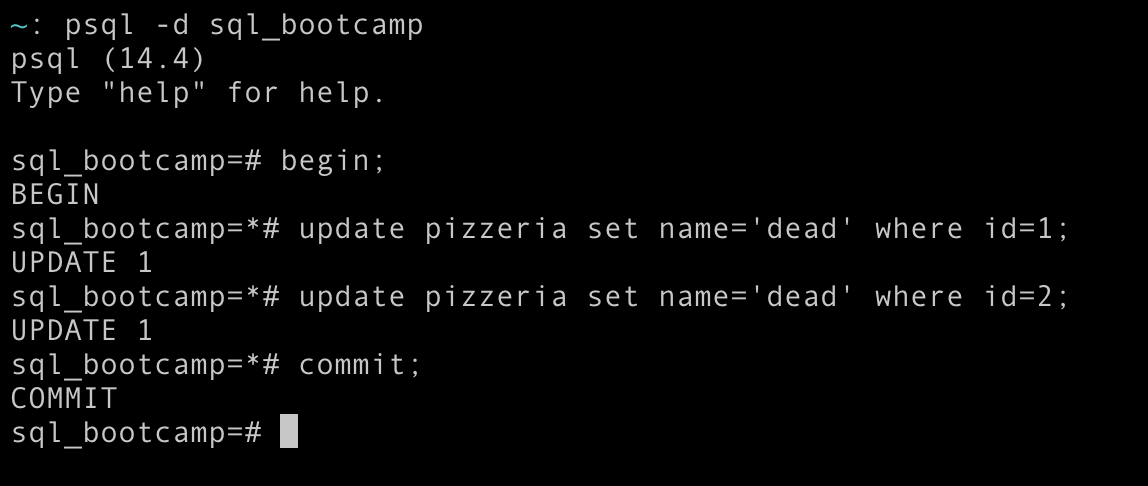 ~: psql -d sql_bootcamp
psql (14.4)
Type "help" for help.
sql_bootcamp=# begin;
BEGIN
sql_bootcamp=*# update pizzeria set name='dead' where id=1;
UPDATE 1
sql_bootcamp=*# update pizzeria set name='dead' where id=2;
UPDATE 1
sql_bootcamp=*# commit;
COMMIT
sql_bootcamp=#